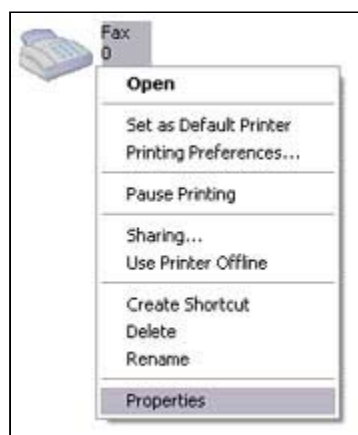 Fax
0
Open
Set as Default Printer
Printing Preferences...
Pause Printing
Sharing...
Use Printer Offline
Create Shortcut
Delete
Rename
Properties